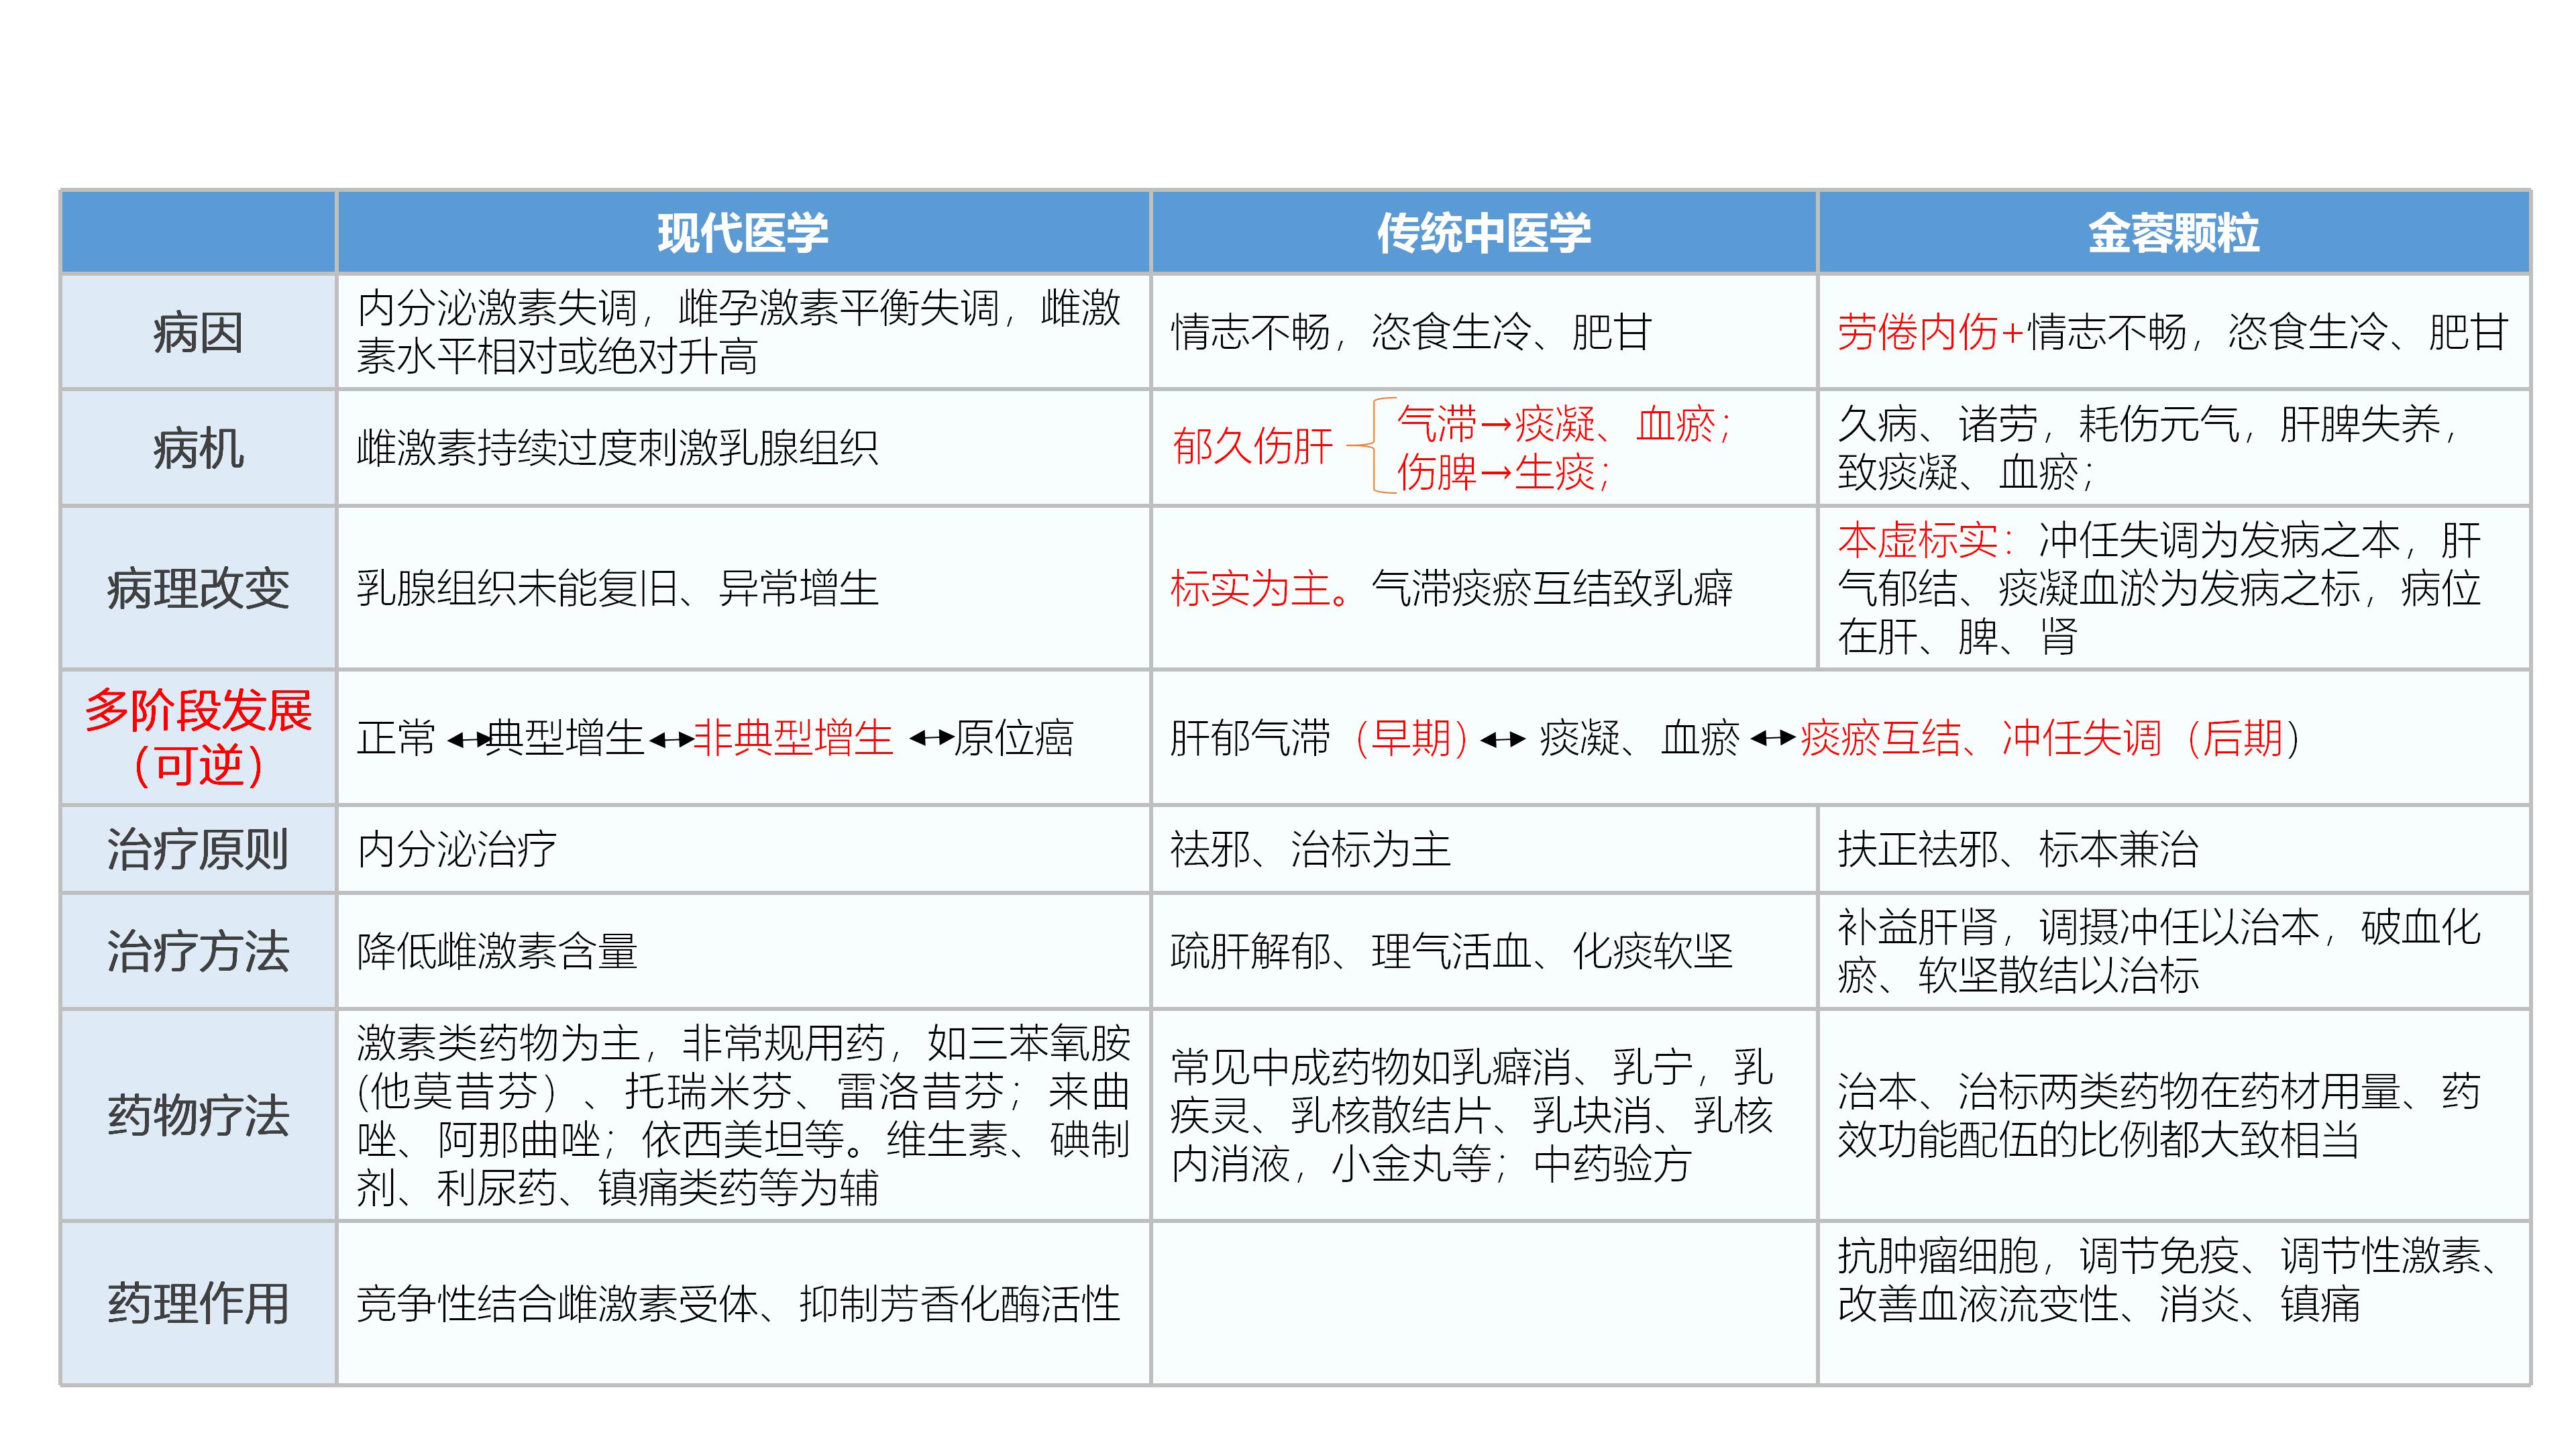 现代医学
传统中医学
金蓉颗粒
病因
内分泌激素失调，雌孕激素平衡失调，雌激
素水平相对或绝对升高
情志不畅，恣食生冷、肥甘
劳倦内伤+情志不畅，恣食生冷、肥甘
病机
雌激素持续过度刺激乳腺组织
郁久伤肝
气滞→痰凝、血瘀；
伤脾→生痰；
久病、诸劳，耗伤元气，肝脾失养，
致痰凝、血瘀；
病理改变
乳腺组织未能复旧、异常增生
标实为主。气滞痰瘀互结致乳癖
本虚标实：冲任失调为发病之本，肝
气郁结、痰凝血淤为发病之标，病位
在肝、脾、肾
多阶段发展
（可逆）
正常 ↔典型增生↔非典型增生 ↔原位癌
肝郁气滞（早期）↔ 痰凝、血瘀 ↔痰瘀互结、冲任失调（后期）
治疗原则
内分泌治疗
祛邪、治标为主
扶正祛邪、标本兼治
治疗方法
降低雌激素含量
疏肝解郁、理气活血、化痰软坚
补益肝肾，调摄冲任以治本，破血化
瘀、软坚散结以治标
药物疗法
激素类药物为主，非常规用药，如三苯氧胺
(他莫昔芬）、托瑞米芬、雷洛昔芬；来曲
唑、阿那曲唑；依西美坦等。维生素、碘制
剂、利尿药、镇痛类药等为辅
常见中成药物如乳癖消、乳宁，乳
疾灵、乳核散结片、乳块消、乳核
内消液，小金丸等；中药验方
治本、治标两类药物在药材用量、药
效功能配伍的比例都大致相当
药理作用
竞争性结合雌激素受体、抑制芳香化酶活性
抗肿瘤细胞，调节免疫、调节性激素、
改善血液流变性、消炎、镇痛